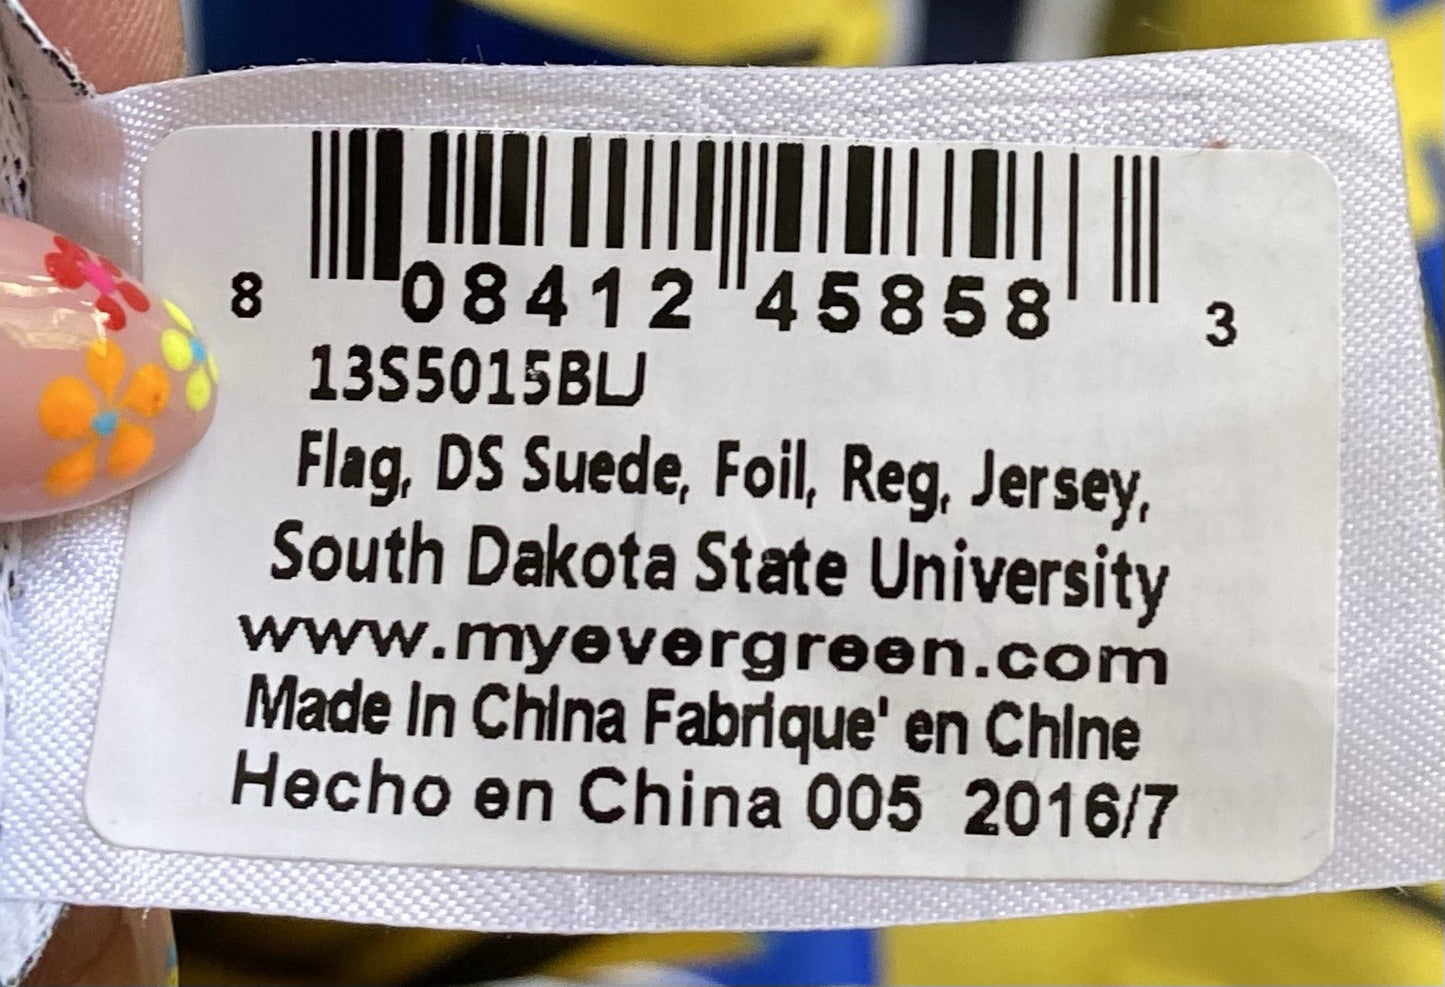 8 08412 45858 3
13S5015BLJ
Flag, DS Suede, Foil, Reg, Jersey,
South Dakota State University
www.myevergreen.com
Made In China Fabrique' en Chine
Hecho en China 005 2016/7